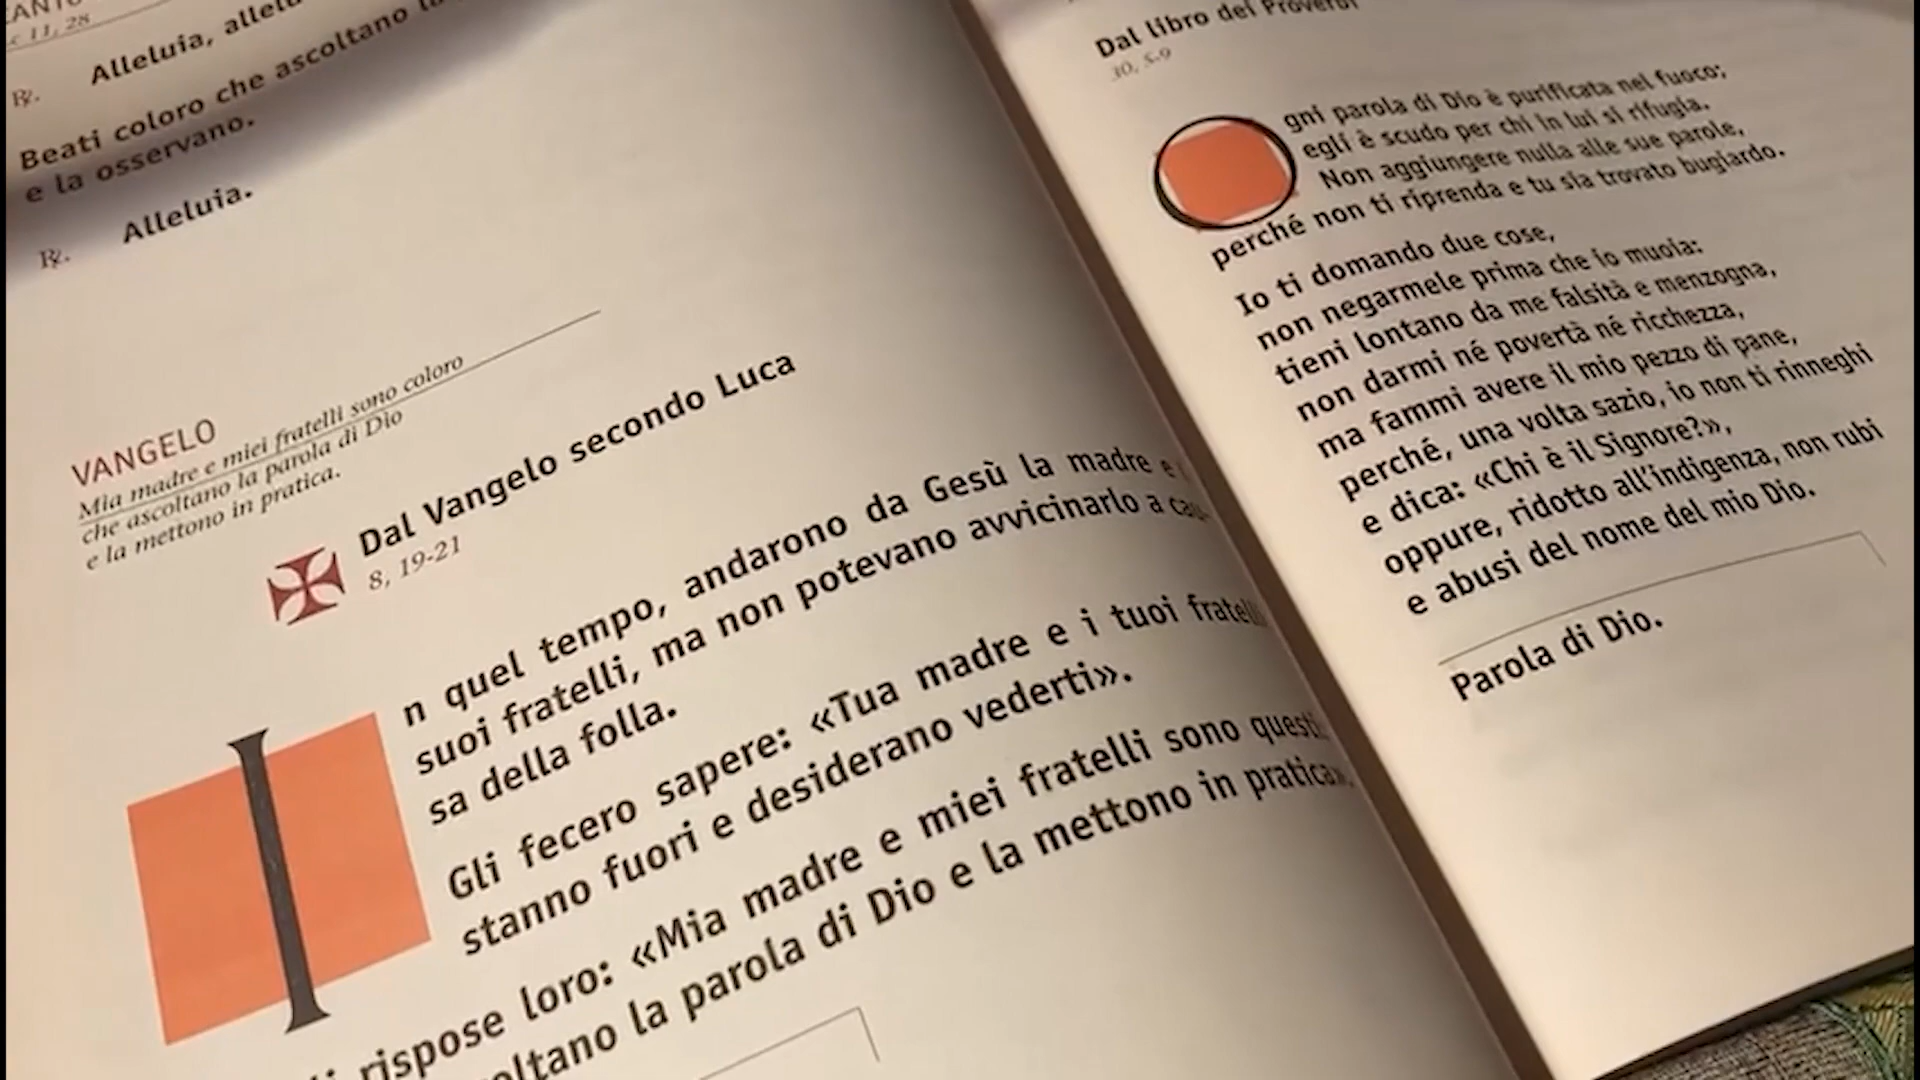 11, 28
℟. Alleluia,
Beati coloro che ascoltano
e la osservano.
℟. Alleluia.
VANGELO
Mia madre e miei fratelli sono coloro
che ascoltano la parola di Dio
e la mettono in pratica.
Dal Vangelo secondo Luca
8, 19-21
In quel tempo, andarono da Gesù la madre e
suoi fratelli, ma non potevano avvicinarlo a cau-
sa della folla.
Gli fecero sapere: «Tua madre e i tuoi fratelli
stanno fuori e desiderano vederti».
rispose loro: «Mia madre e miei fratelli sono questi:
la parola di Dio e la mettono in pratica».
Dal libro dei Proverbi
30, 5-9
Ogni parola di Dio è purificata nel fuoco;
egli è scudo per chi in lui si rifugia.
Non aggiungere nulla alle sue parole,
perché non ti riprenda e tu sia trovato bugiardo.
Io ti domando due cose,
non negarmele prima che io muoia:
tieni lontano da me falsità e menzogna,
non darmi né povertà né ricchezza,
ma fammi avere il mio pezzo di pane,
perché, una volta sazio, io non ti rinneghi
e dica: «Chi è il Signore?»,
oppure, ridotto all'indigenza, non rubi
e abusi del nome del mio Dio.
Parola di Dio.